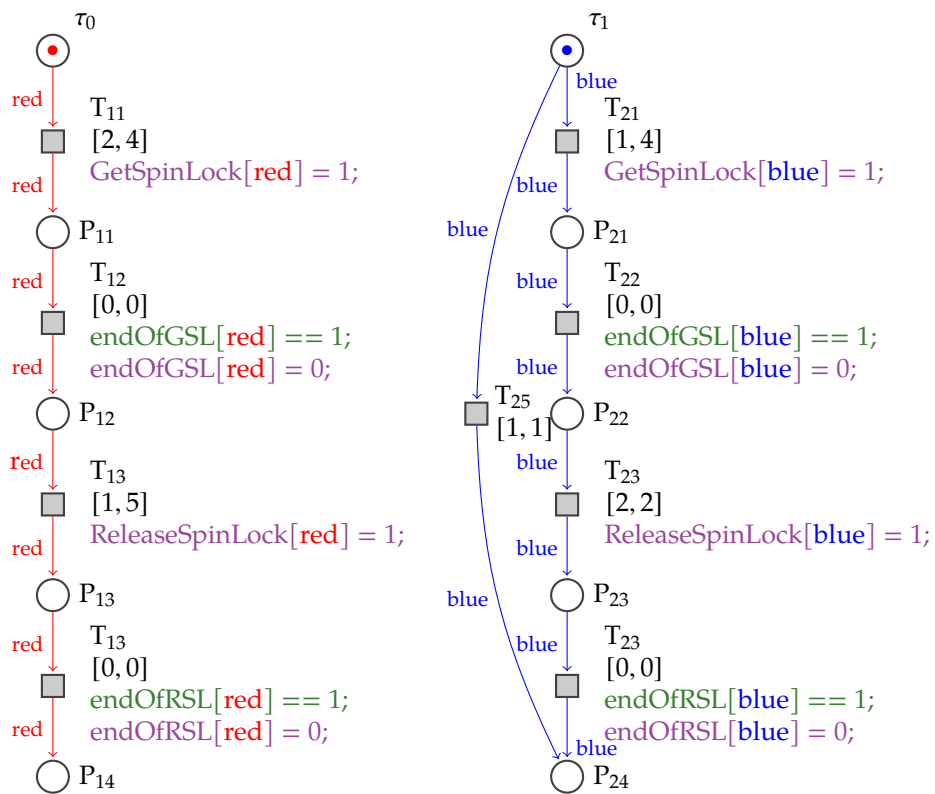 τ₀
red
T₁₁
[2, 4]
GetSpinLock[red] = 1;
red
P₁₁
red
T₁₂
[0, 0]
endOfGSL[red] == 1;
endOfGSL[red] = 0;
red
P₁₂
red
T₁₃
[1, 5]
ReleaseSpinLock[red] = 1;
red
P₁₃
red
T₁₃
[0, 0]
endOfRSL[red] == 1;
endOfRSL[red] = 0;
red
P₁₄
τ₁
blue
T₂₁
[1, 4]
GetSpinLock[blue] = 1;
blue
P₂₁
blue
blue
T₂₂
[0, 0]
endOfGSL[blue] == 1;
endOfGSL[blue] = 0;
blue
T₂₅
[1, 1]
P₂₂
blue
T₂₃
[2, 2]
ReleaseSpinLock[blue] = 1;
blue
P₂₃
blue
blue
T₂₃
[0, 0]
endOfRSL[blue] == 1;
endOfRSL[blue] = 0;
blue
P₂₄